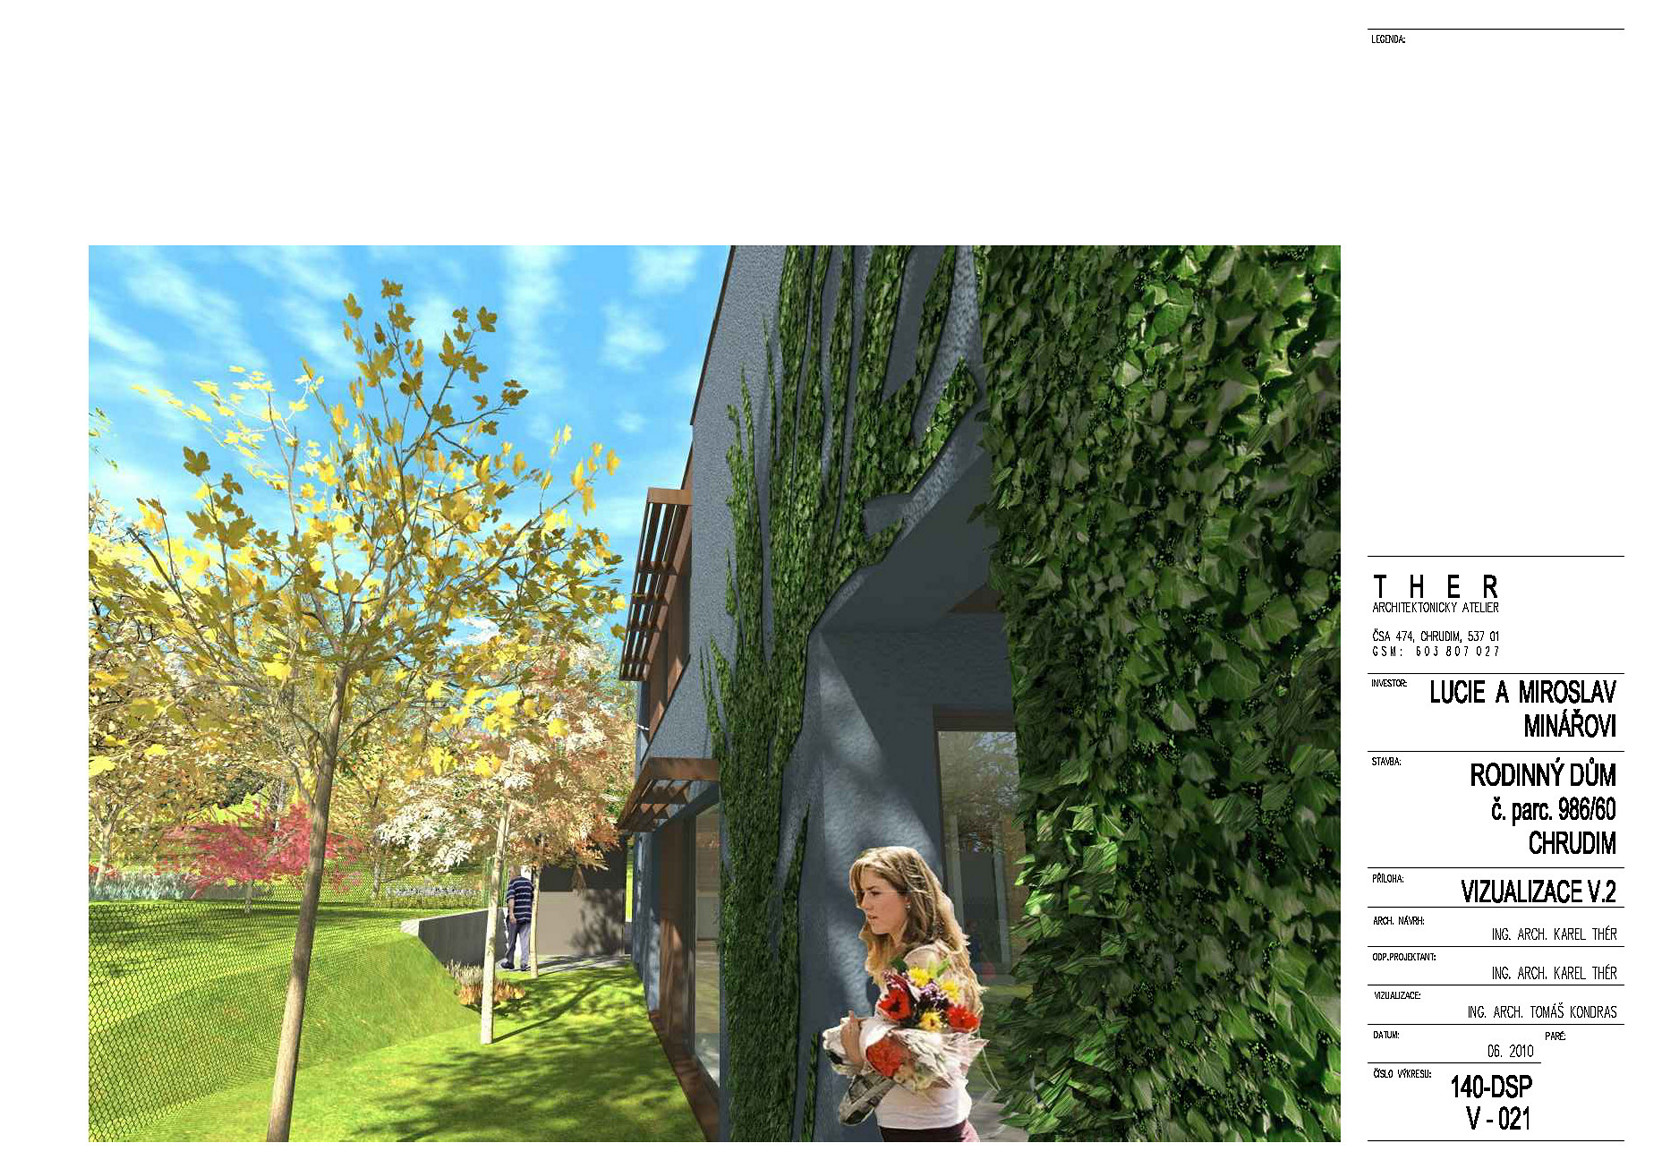 LEGENDA:
T H E R
ARCHITEKTONICKÝ ATELIER
ČSA 474, CHRUDIM, 537 01
GSM: 603 807 027
INVESTOR:
LUCIE A MIROSLAV
MINÁŘOVI
STAVBA:
RODINNÝ DŮM
č. parc. 986/60
CHRUDIM
PŘÍLOHA:
VIZUALIZACE V.2
ARCH. NÁVRH:
ING. ARCH. KAREL THÉR
ODP.PROJEKTANT:
ING. ARCH. KAREL THÉR
VIZUALIZACE:
ING. ARCH. TOMÁŠ KONDRAS
DATUM:
06. 2010
PARÉ:
ČÍSLO VÝKRESU:
140-DSP
V - 021